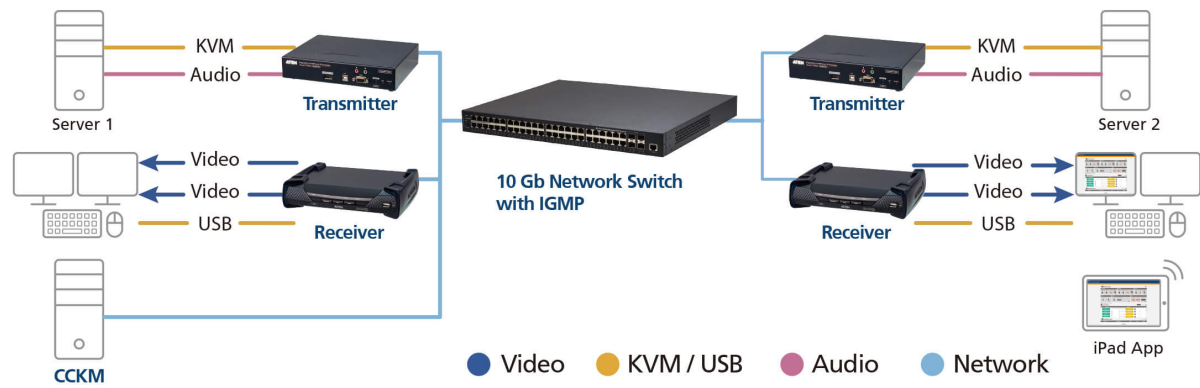 KVM
Audio
Transmitter
Server 1
Video
Video
USB
Receiver
CCKM
10 Gb Network Switch
with IGMP
KVM
Audio
Transmitter
Server 2
Video
Video
USB
Receiver
iPad App
Video
KVM / USB
Audio
Network